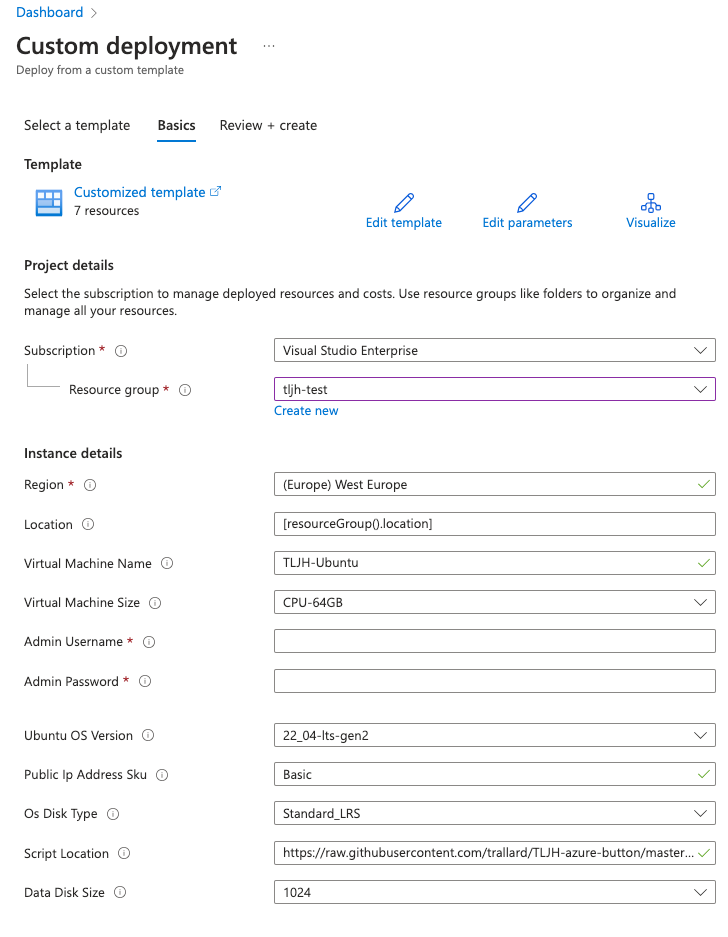 Dashboard
Custom deployment ...
Deploy from a custom template
Select a template Basics Review + create
Template
Customized template
7 resources
Edit template Edit parameters Visualize
Project details
Select the subscription to manage deployed resources and costs. Use resource groups like folders to organize and
manage all your resources.
Subscription * Visual Studio Enterprise
Resource group * tljh-test
Create new
Instance details
Region * (Europe) West Europe
Location [resourceGroup().location]
Virtual Machine Name TLJH-Ubuntu
Virtual Machine Size CPU-64GB
Admin Username *
Admin Password *
Ubuntu OS Version 22_04-lts-gen2
Public Ip Address Sku Basic
Os Disk Type Standard_LRS
Script Location https://raw.githubusercontent.com/trallard/TLJH-azure-button/master...
Data Disk Size 1024